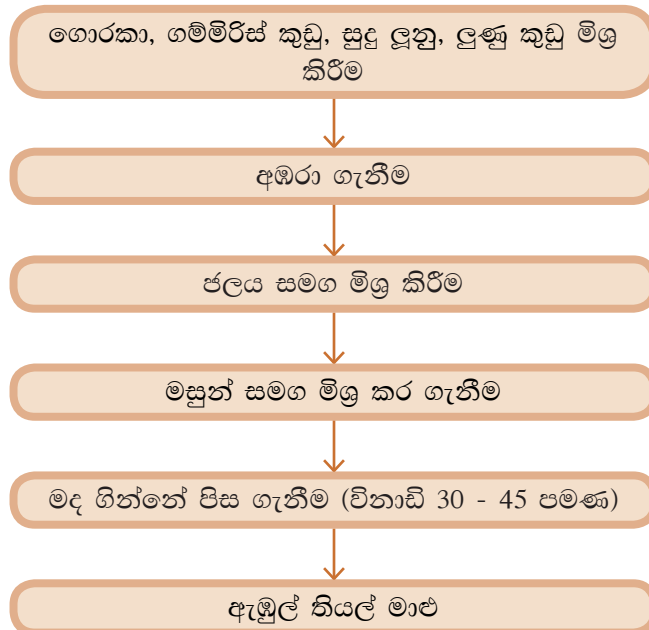 ගොරකා, ගම්මිරිස් කුඩු, සුදු ලූනු, ලුණු කුඩු මිශ්‍ර
කිරීම
අඹරා ගැනීම
ජලය සමග මිශ්‍ර කිරීම
මසුන් සමග මිශ්‍ර කර ගැනීම
මද ගින්නේ පිස ගැනීම (විනාඩි 30 - 45 පමණ)
ඇඹුල් තියල් මාළු